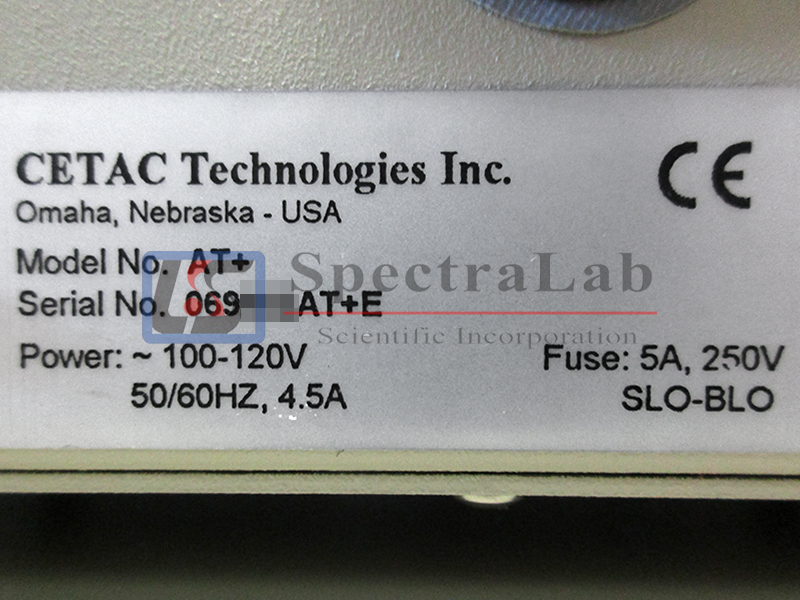 CETAC Technologies Inc.
CE
Omaha, Nebraska - USA
Model No. AT+
Serial No. 069 AT+E
SpectraLab
Scientific Incorporation
Power: ~ 100-120V
50/60HZ, 4.5A
Fuse: 5A, 250V
SLO-BLO